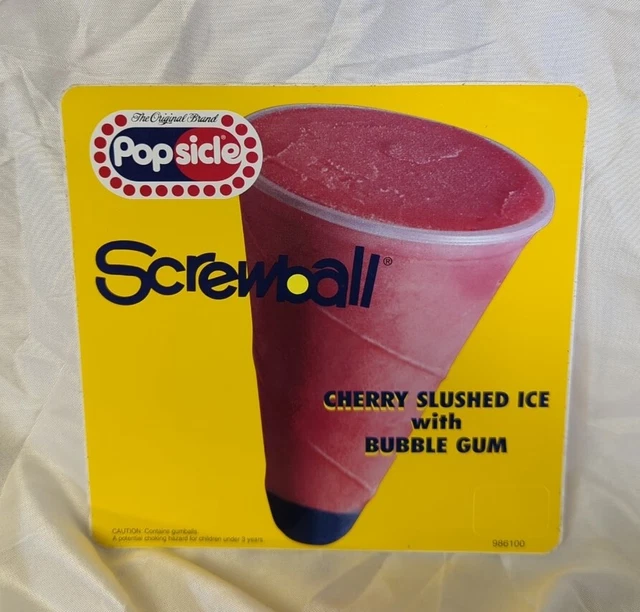 The Original Brand
Popsicle®
Screwball®
CHERRY SLUSHED ICE
with
BUBBLE GUM
CAUTION: Contains gumballs.
A potential choking hazard for children under 3 years.
986100